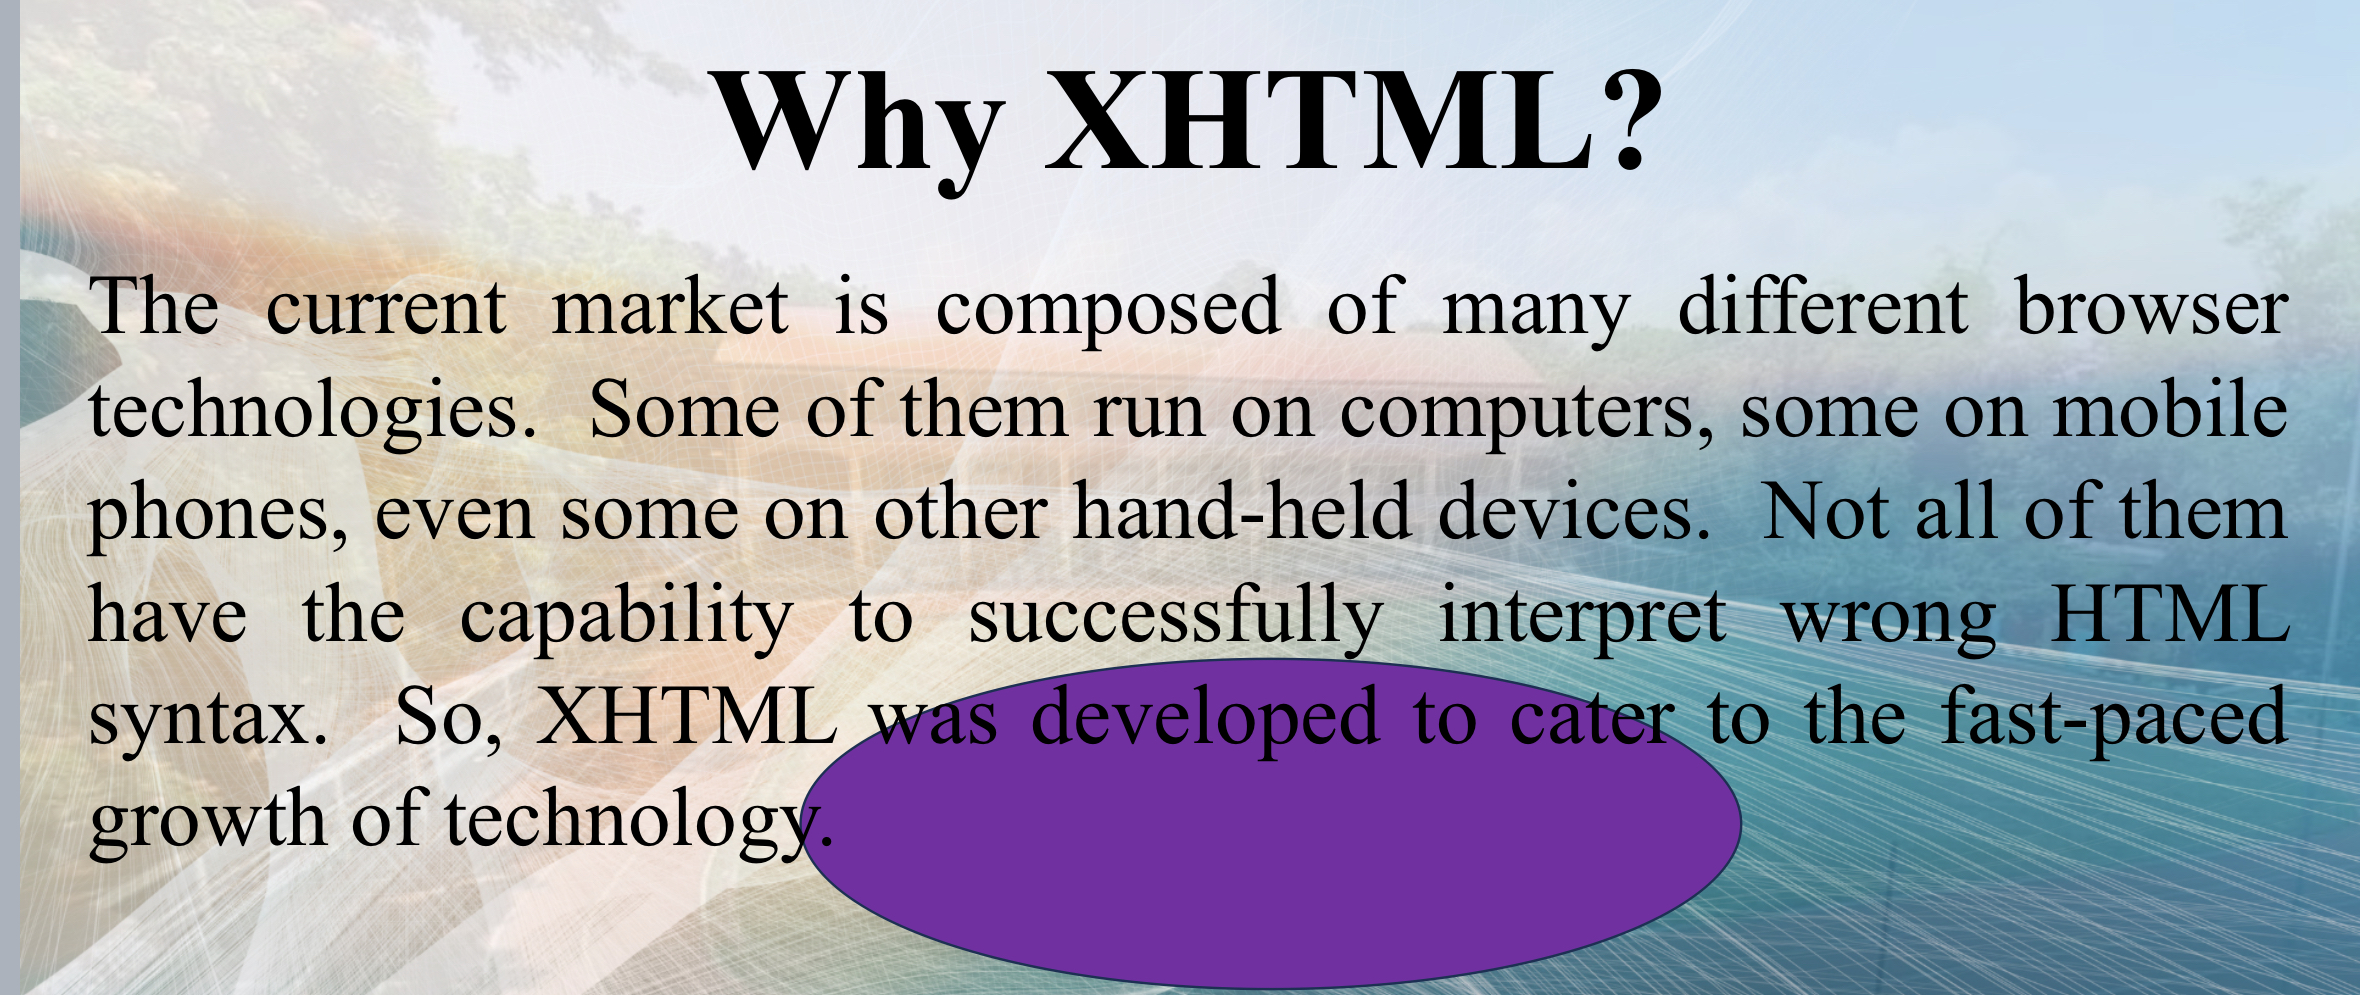 Why XHTML?
The current market is composed of many different browser
technologies.  Some of them run on computers, some on mobile
phones, even some on other hand-held devices.  Not all of them
have the capability to successfully interpret wrong HTML
syntax.  So, XHTML was developed to cater to the fast-paced
growth of technology.